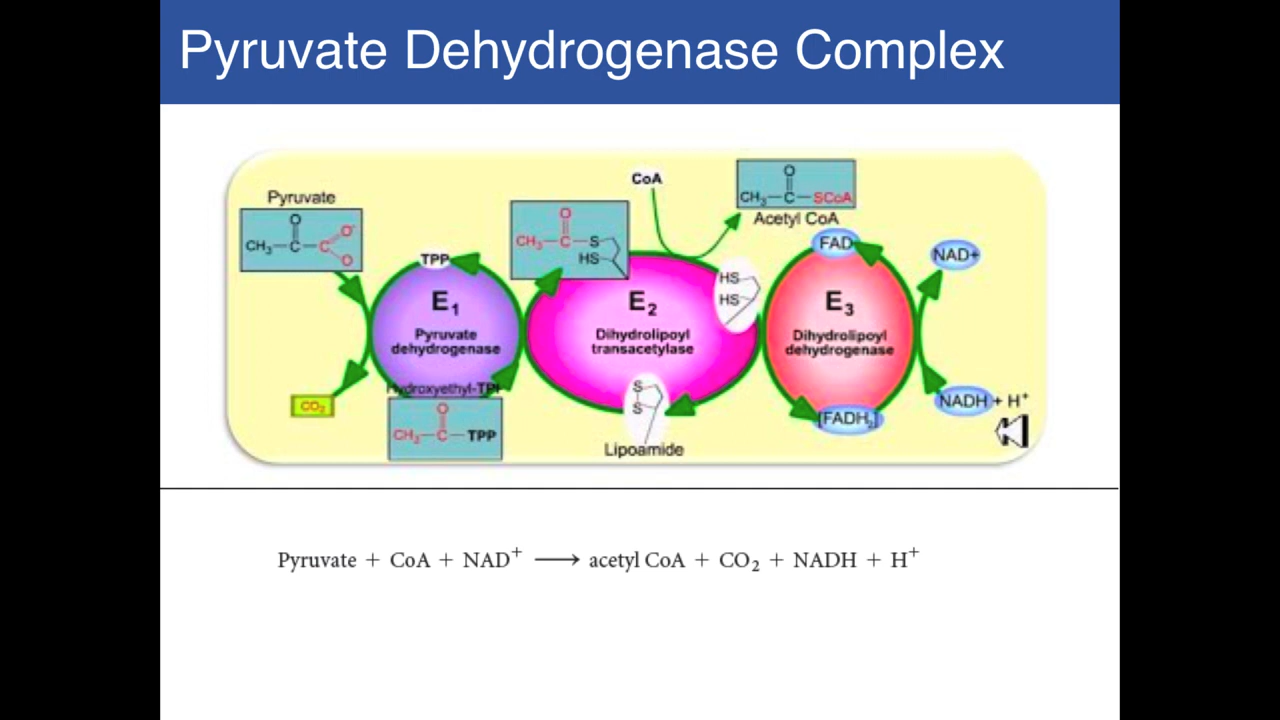 Pyruvate Dehydrogenase Complex
Pyruvate
O
CH₃—C—C
O⁻
O
CO₂
TPP
E₁
Pyruvate
dehydrogenase
Hydroxyethyl-TPP
O
CH₃—C—TPP
O
CH₃—C—S
HS
CoA
E₂
Dihydrolipoyl
transacetylase
HS
HS
S
S
Lipoamide
O
CH₃—C—SCoA
Acetyl CoA
FAD
E₃
Dihydrolipoyl
dehydrogenase
[FADH₂]
NAD+
NADH + H⁺
Pyruvate + CoA + NAD⁺ ⟶ acetyl CoA + CO₂ + NADH + H⁺